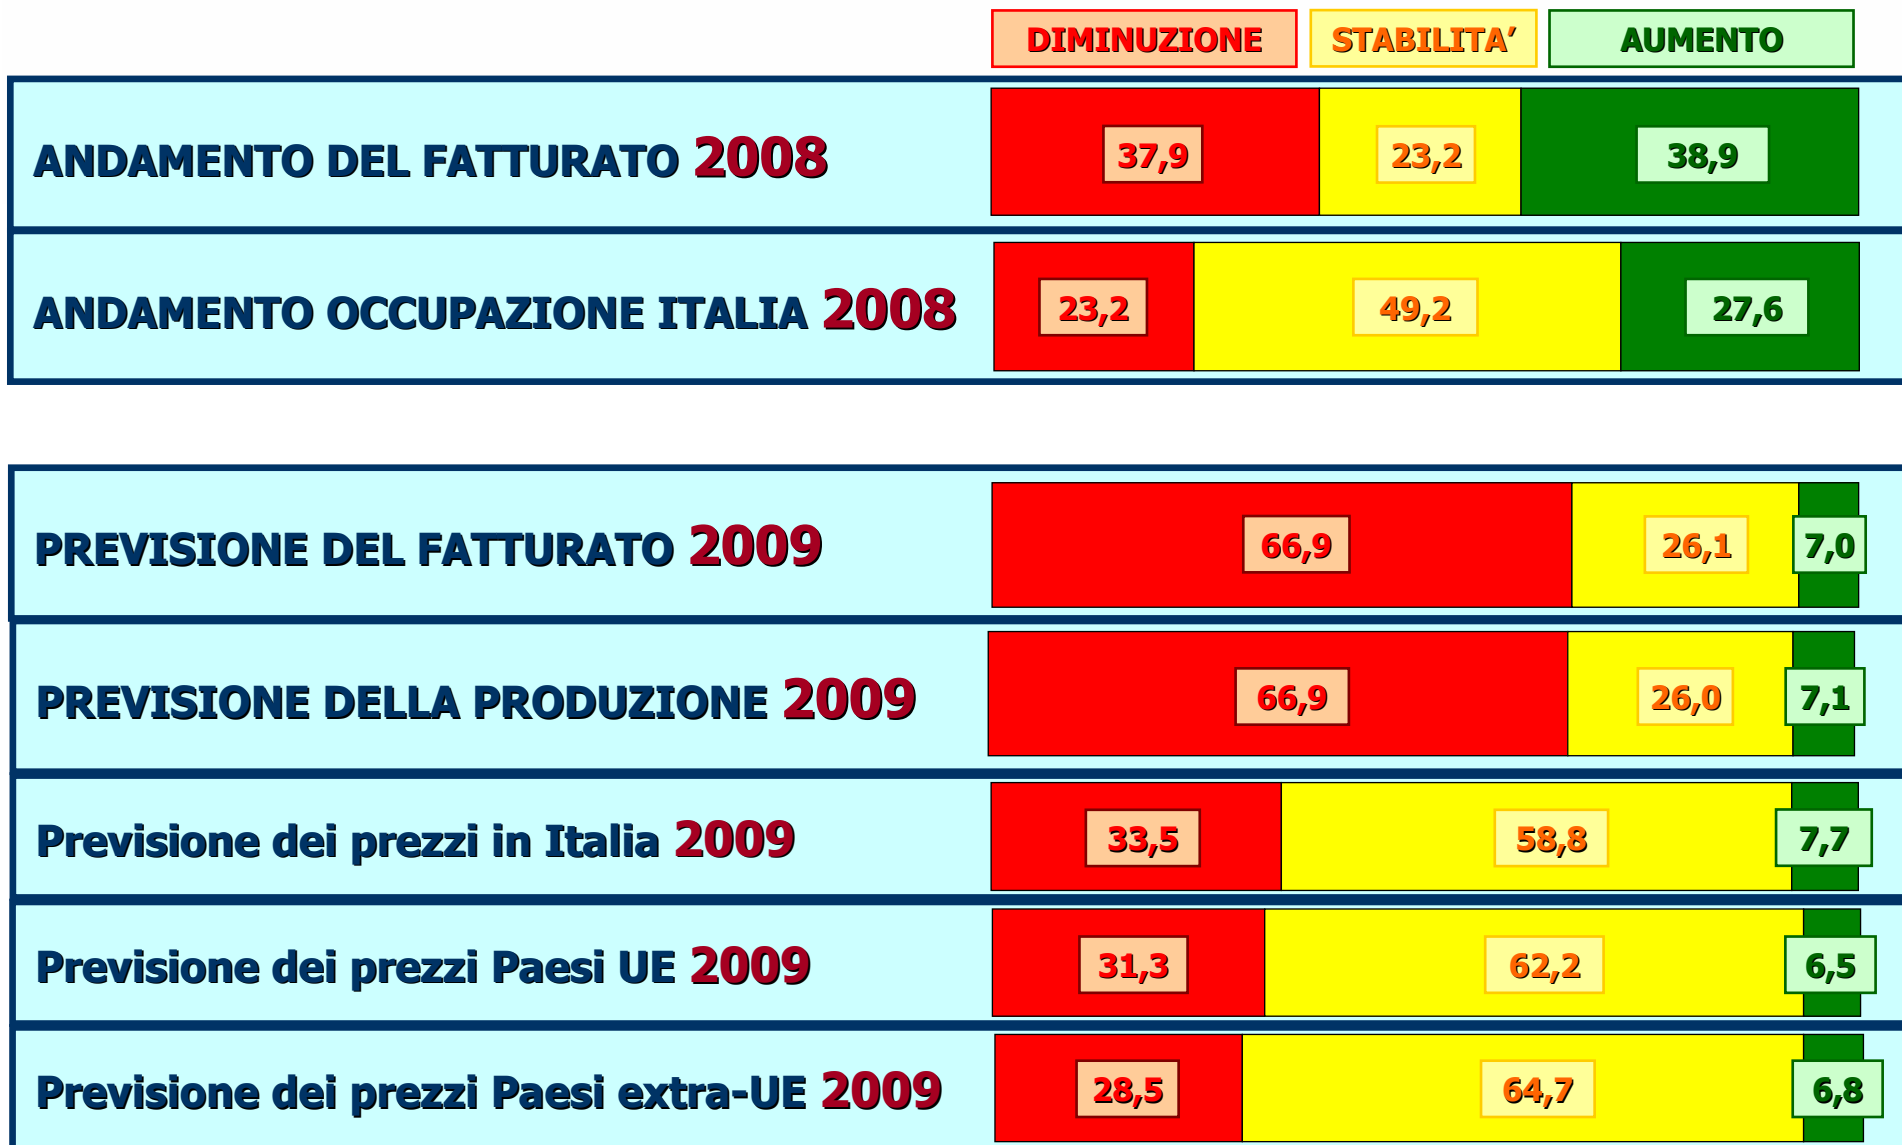 DIMINUZIONE STABILITA’ AUMENTO
ANDAMENTO DEL FATTURATO 2008 37,9 23,2 38,9
ANDAMENTO OCCUPAZIONE ITALIA 2008 23,2 49,2 27,6
PREVISIONE DEL FATTURATO 2009 66,9 26,1 7,0
PREVISIONE DELLA PRODUZIONE 2009 66,9 26,0 7,1
Previsione dei prezzi in Italia 2009 33,5 58,8 7,7
Previsione dei prezzi Paesi UE 2009 31,3 62,2 6,5
Previsione dei prezzi Paesi extra-UE 2009 28,5 64,7 6,8